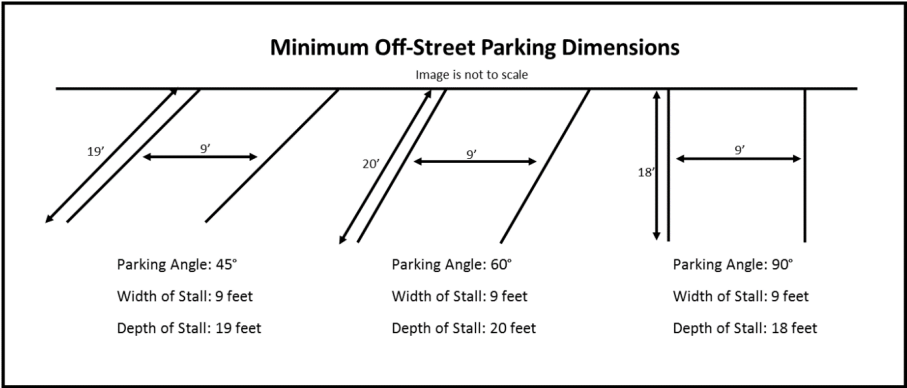 Minimum Off-Street Parking Dimensions
Image is not to scale
19’
9’
20’
9’
18’
9’
Parking Angle: 45°
Width of Stall: 9 feet
Depth of Stall: 19 feet
Parking Angle: 60°
Width of Stall: 9 feet
Depth of Stall: 20 feet
Parking Angle: 90°
Width of Stall: 9 feet
Depth of Stall: 18 feet